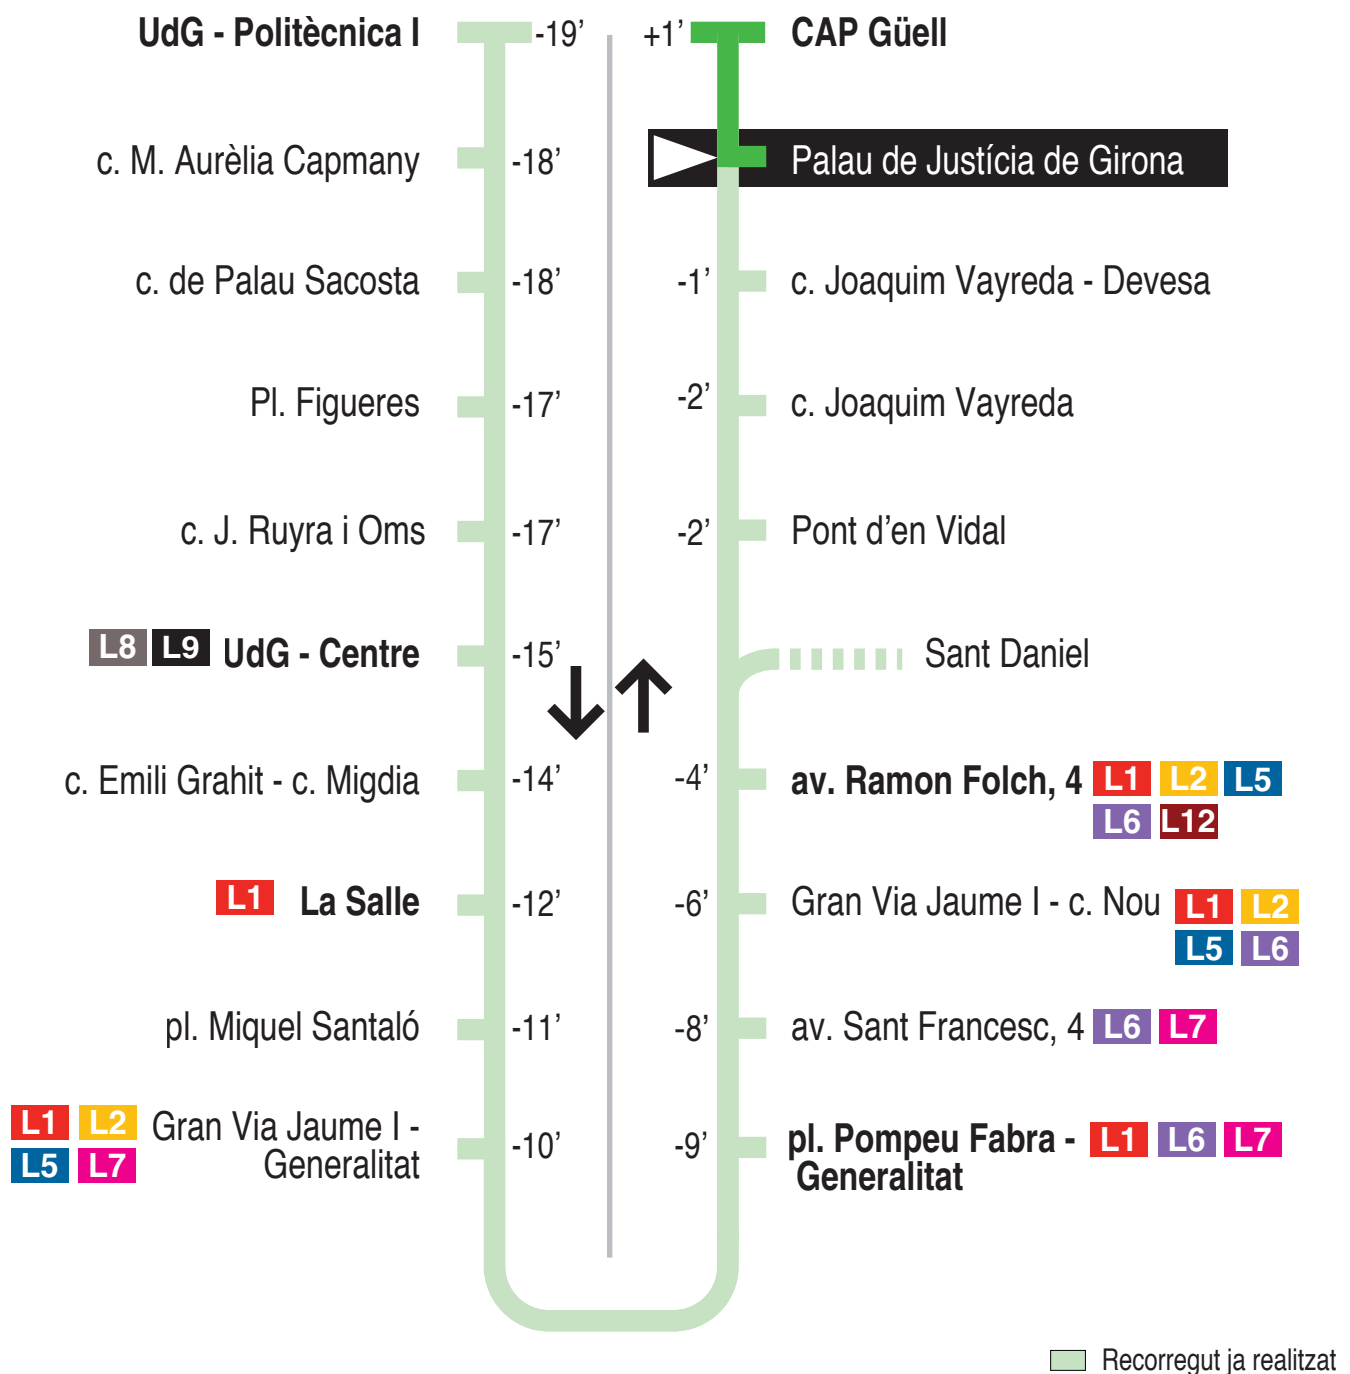 UdG - Politècnica I -19’
c. M. Aurèlia Capmany -18’
c. de Palau Sacosta -18’
Pl. Figueres -17’
c. J. Ruyra i Oms -17’
L8 L9 UdG - Centre -15’
c. Emili Grahit - c. Migdia -14’
L1 La Salle -12’
pl. Miquel Santaló -11’
L1 L2 Gran Via Jaume I -
L5 L7 Generalitat -10’
+1’ CAP Güell
Palau de Justícia de Girona
-1’ c. Joaquim Vayreda - Devesa
-2’ c. Joaquim Vayreda
-2’ Pont d’en Vidal
Sant Daniel
-4’ av. Ramon Folch, 4 L1 L2 L5
L6 L12
-6’ Gran Via Jaume I - c. Nou L1 L2
L5 L6
-8’ av. Sant Francesc, 4 L6 L7
-9’ pl. Pompeu Fabra - L1 L6 L7
Generalitat
Recorregut ja realitzat